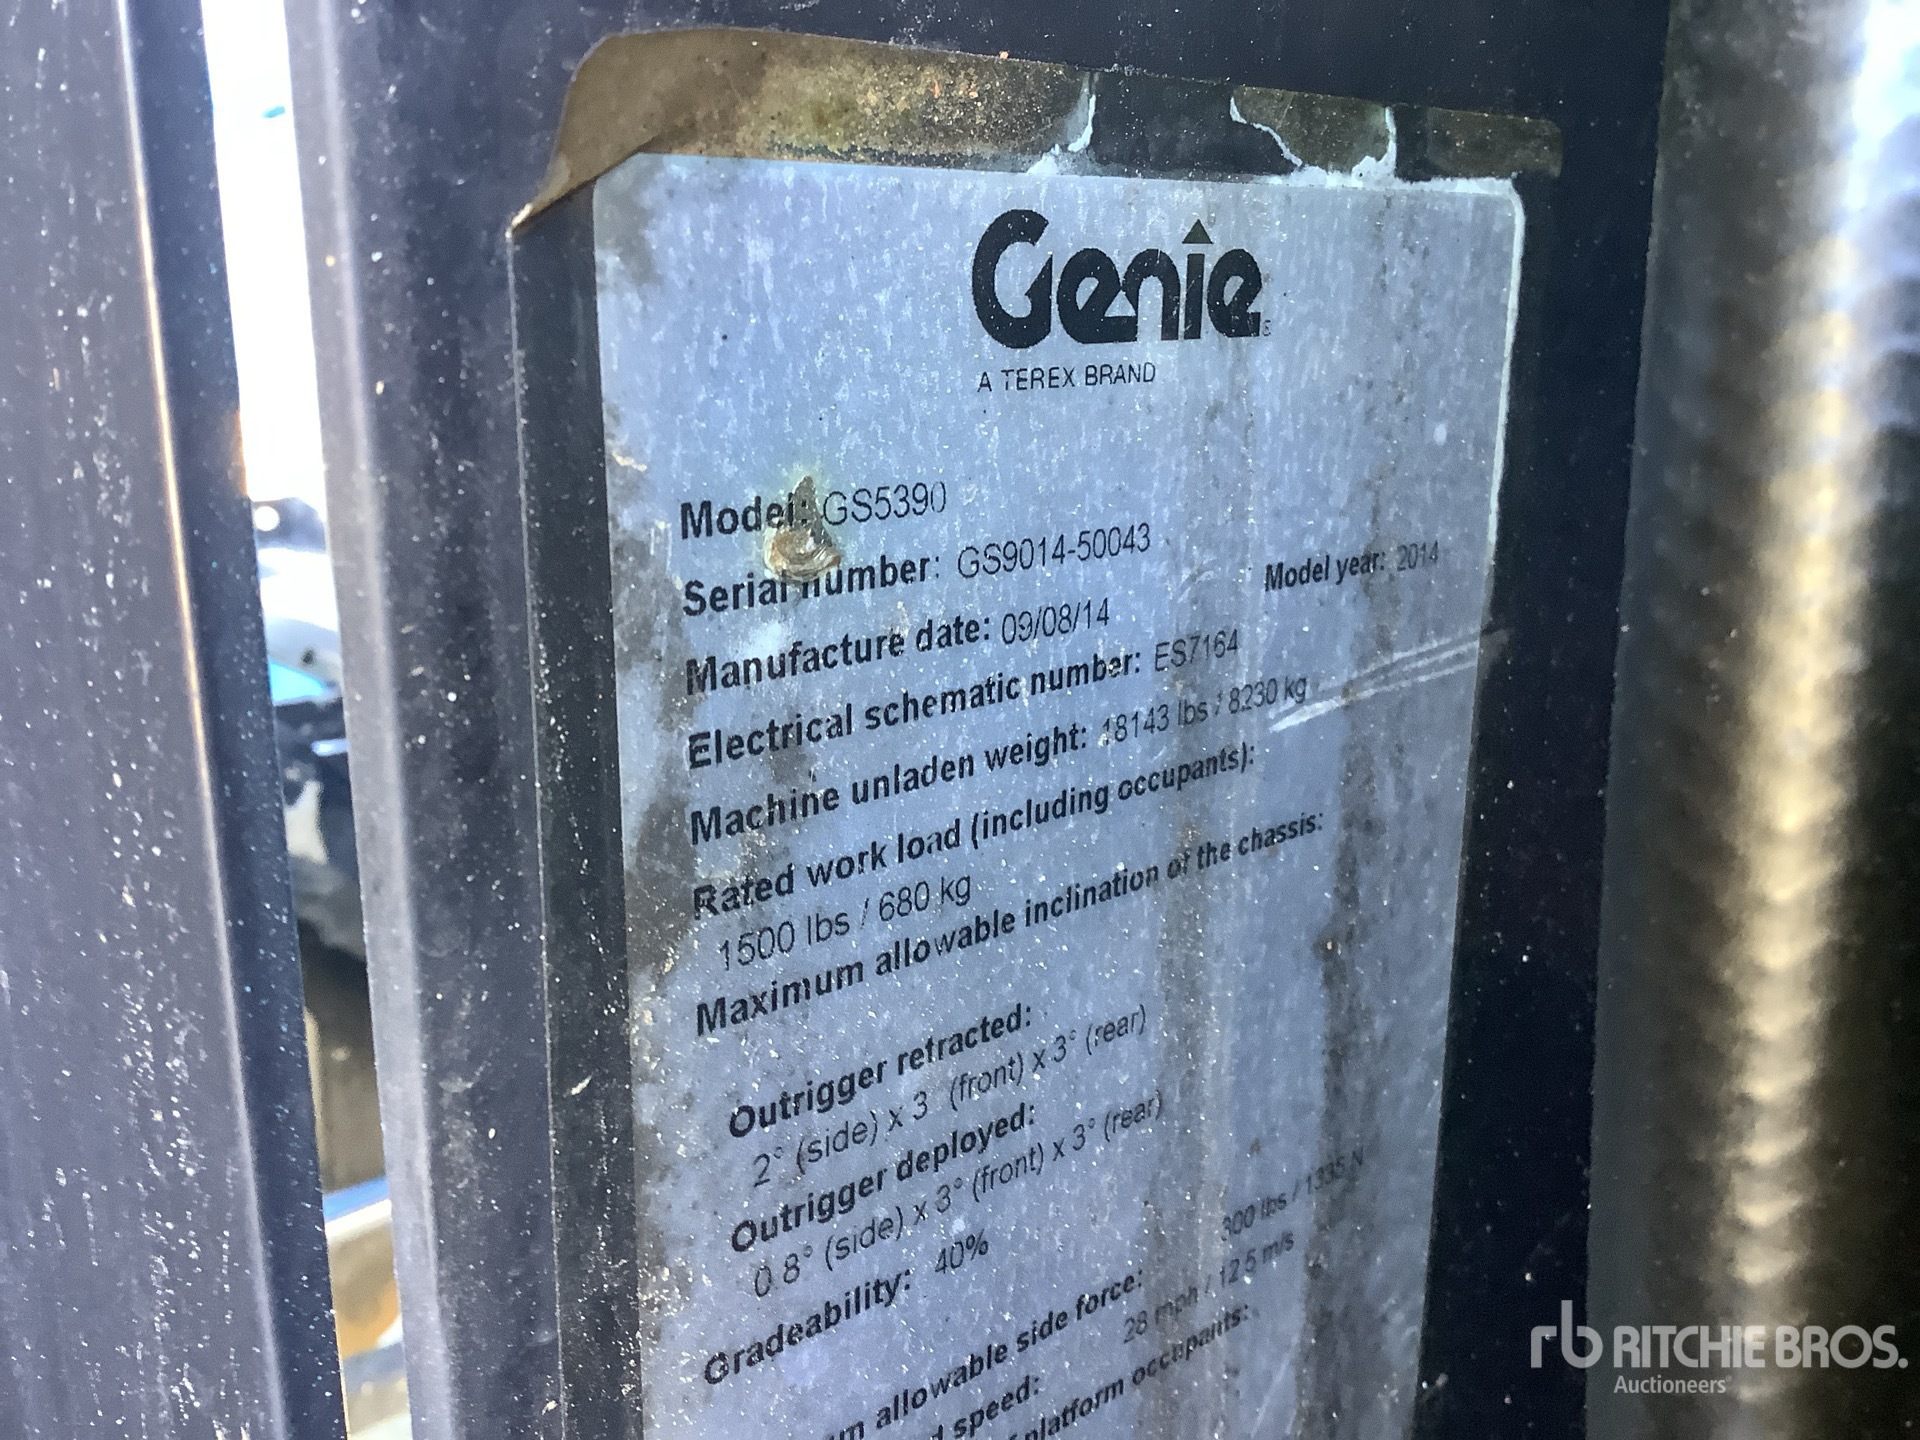 Genie
A TEREX BRAND
Model: GS5390
Serial number: GS9014-50043
Model year: 2014
Manufacture date: 09/08/14
Electrical schematic number: ES7164
Machine unladen weight: 18143 lbs / 8230 kg
Rated work load (including occupants):
1500 lbs / 680 kg
Maximum allowable inclination of the chassis:
Outrigger retracted:
2° (side) x 3 (front) x 3° (rear)
Outrigger deployed:
0.8° (side) x 3° (front) x 3° (rear)
Gradeability: 40%
allowable side force: 300 lbs / 1335 N
speed: 28 mph / 12.5 m/s
platform occupants:
rb RITCHIE BROS.
Auctioneers